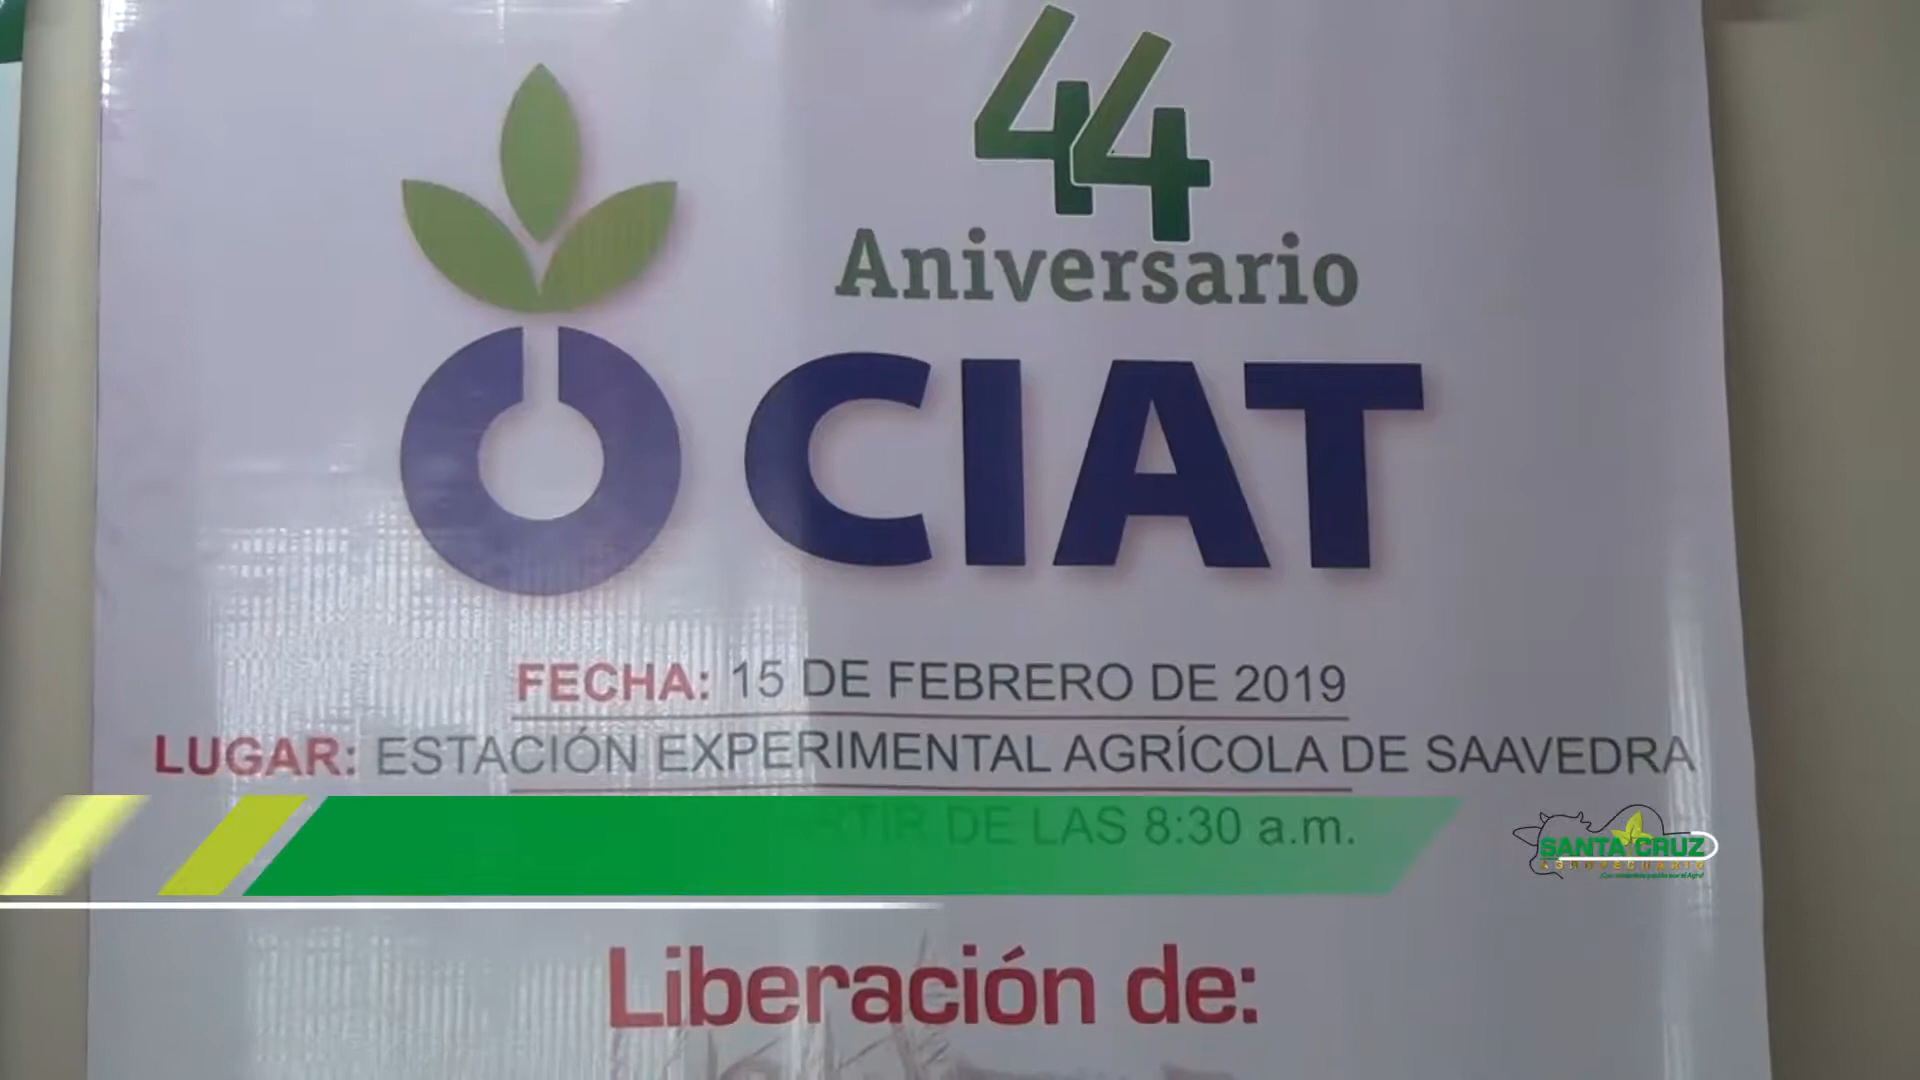 44
Aniversario
CIAT
FECHA: 15 DE FEBRERO DE 2019
LUGAR: ESTACIÓN EXPERIMENTAL AGRÍCOLA DE SAAVEDRA
DE LAS 8:30 a.m.
SANTA CRUZ
AGROPECUARIO
Liberación de: